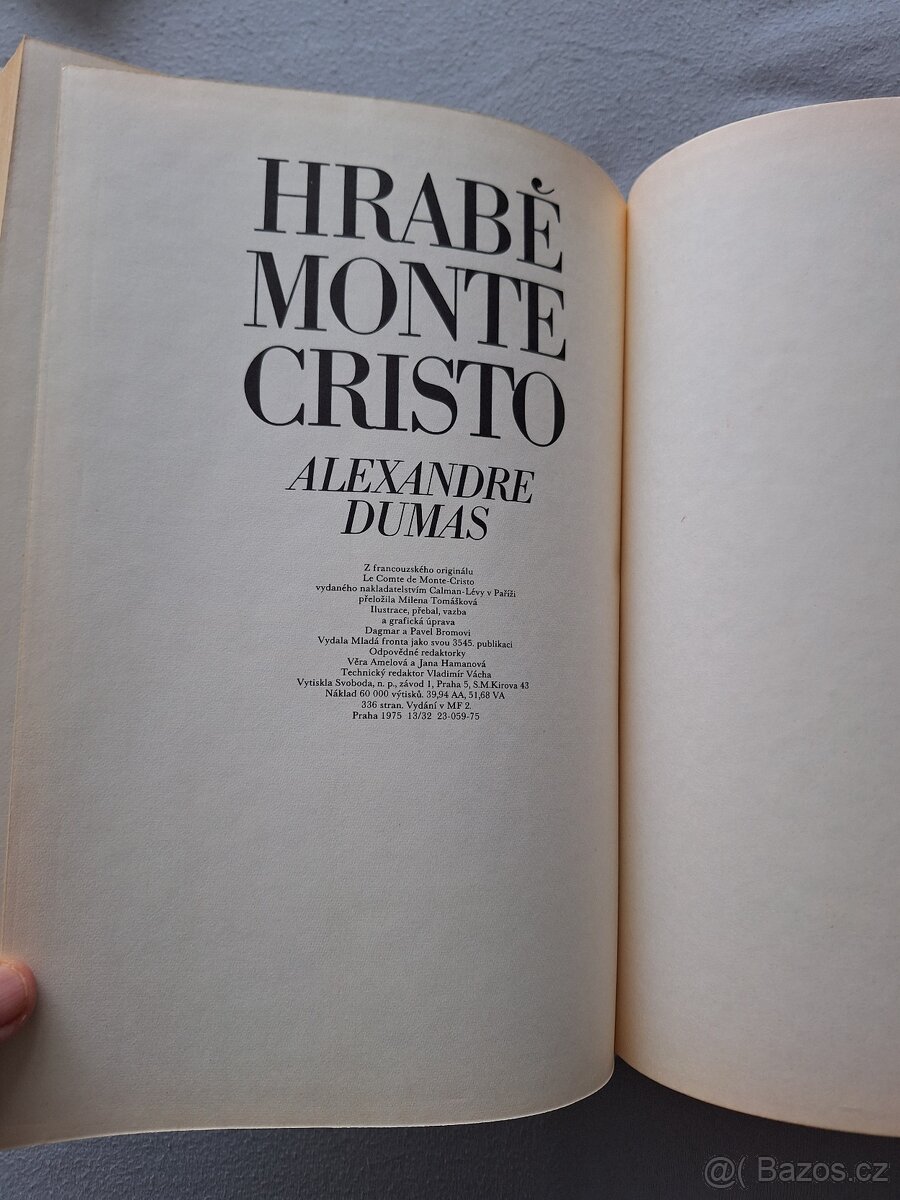 HRABĚ
MONTE
CRISTO
ALEXANDRE
DUMAS
Z francouzského originálu
Le Comte de Monte-Cristo
vydaného nakladatelstvím Calman-Lévy v Paříži
přeložila Milena Tomášková
Ilustrace, přebal, vazba
a grafická úprava
Dagmar a Pavel Bromovi
Vydala Mladá fronta jako svou 3545. publikaci
Odpovědné redaktorky
Věra Amelová a Jana Hamanová
Technický redaktor Vladimír Vácha
Vytiskla Svoboda, n. p., závod 1, Praha 5, S.M.Kirova 43
Náklad 60 000 výtisků. 39,94 AA, 51,68 VA
336 stran. Vydání v MF 2.
Praha 1975 13/32 23-059-75
@( Bazos.cz